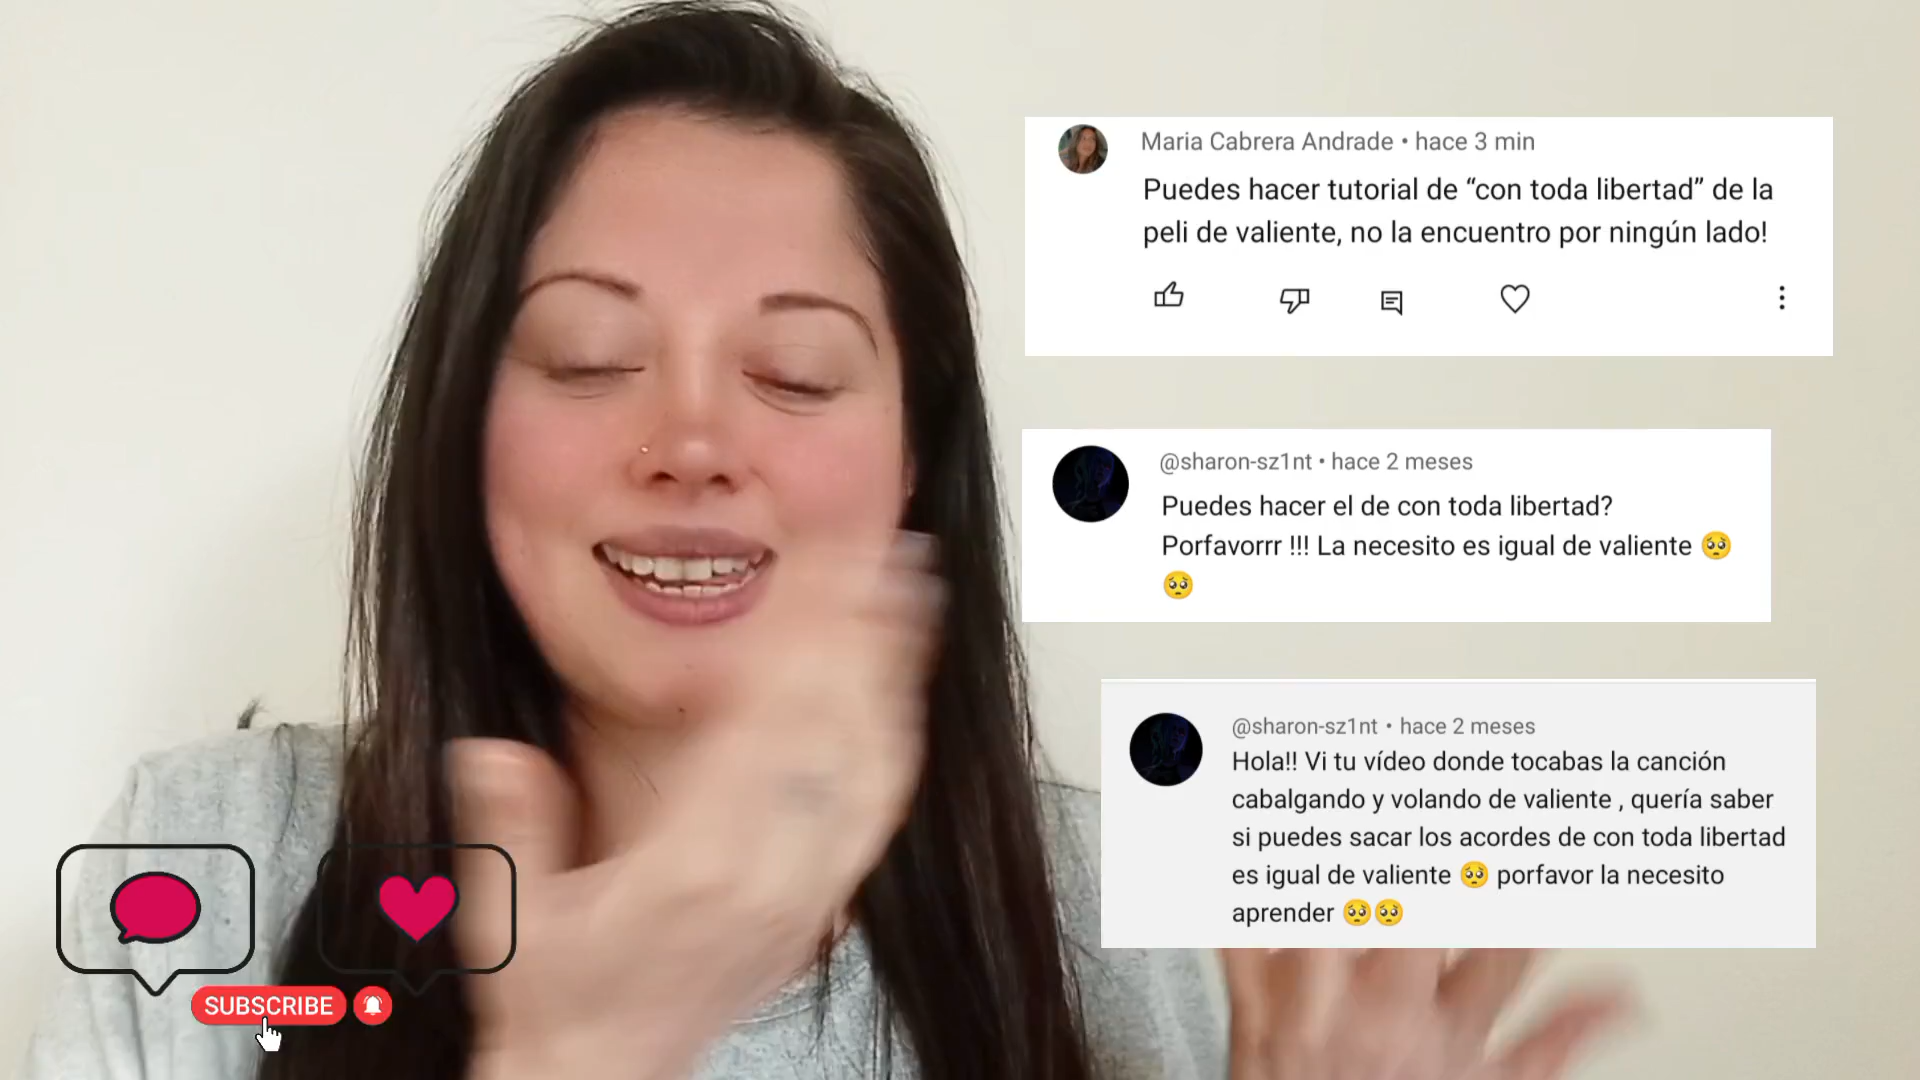 Maria Cabrera Andrade • hace 3 min
Puedes hacer tutorial de “con toda libertad” de la
peli de valiente, no la encuentro por ningún lado!
@sharon-sz1nt • hace 2 meses
Puedes hacer el de con toda libertad?
Porfavorrr !!! La necesito es igual de valiente 🥺
🥺
@sharon-sz1nt • hace 2 meses
Hola!! Vi tu vídeo donde tocabas la canción
cabalgando y volando de valiente , quería saber
si puedes sacar los acordes de con toda libertad
es igual de valiente 🥺 porfavor la necesito
aprender 🥺🥺
SUBSCRIBE